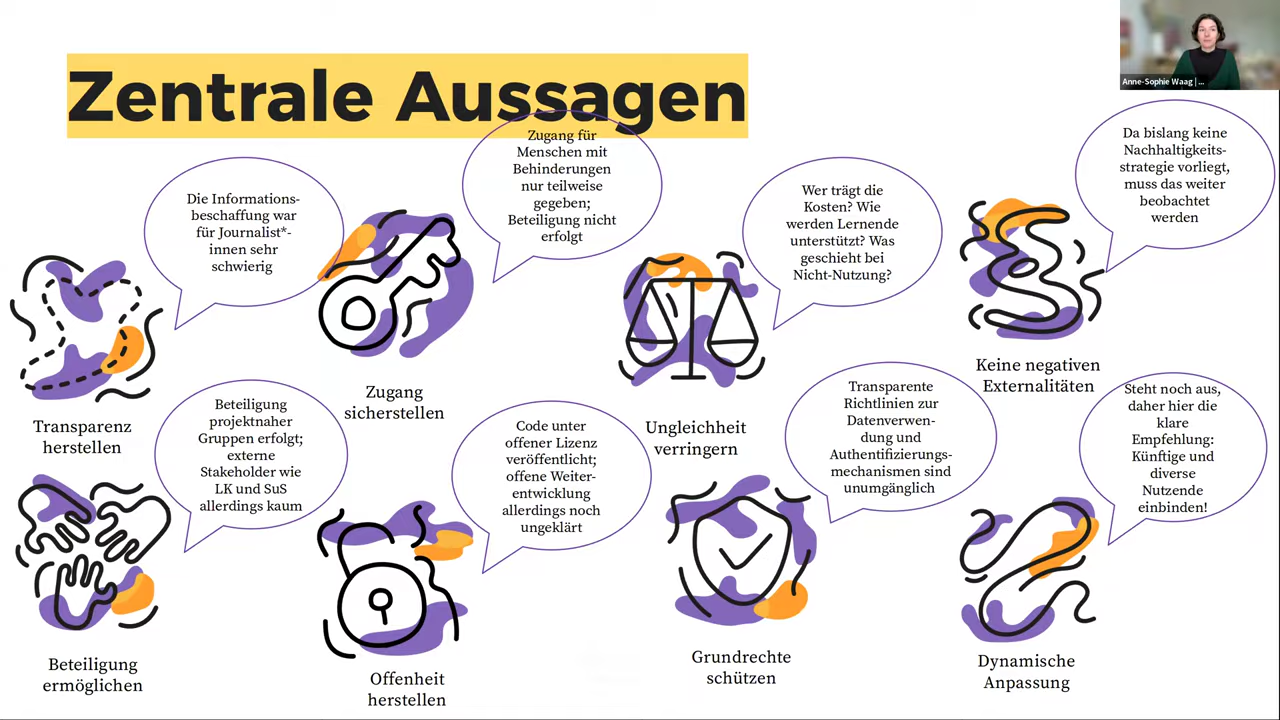 Zentrale Aussagen
Anne-Sophie Waag | ...
Die Informations-
beschaffung war
für Journalist*-
innen sehr
schwierig
Transparenz
herstellen
Zugang für
Menschen mit
Behinderungen
nur teilweise
gegeben;
Beteiligung nicht
erfolgt
Zugang
sicherstellen
Wer trägt die
Kosten? Wie
werden Lernende
unterstützt? Was
geschieht bei
Nicht-Nutzung?
Ungleichheit
verringern
Da bislang keine
Nachhaltigkeits-
strategie vorliegt,
muss das weiter
beobachtet
werden
Keine negativen
Externalitäten
Beteiligung
projektnaher
Gruppen erfolgt;
externe
Stakeholder wie
LK und SuS
allerdings kaum
Beteiligung
ermöglichen
Code unter
offener Lizenz
veröffentlicht;
offene Weiter-
entwicklung
allerdings noch
ungeklärt
Offenheit
herstellen
Transparente
Richtlinien zur
Datenverwen-
dung und
Authentifizierungs-
mechanismen sind
unumgänglich
Grundrechte
schützen
Steht noch aus,
daher hier die
klare
Empfehlung:
Künftige und
diverse
Nutzende
einbinden!
Dynamische
Anpassung